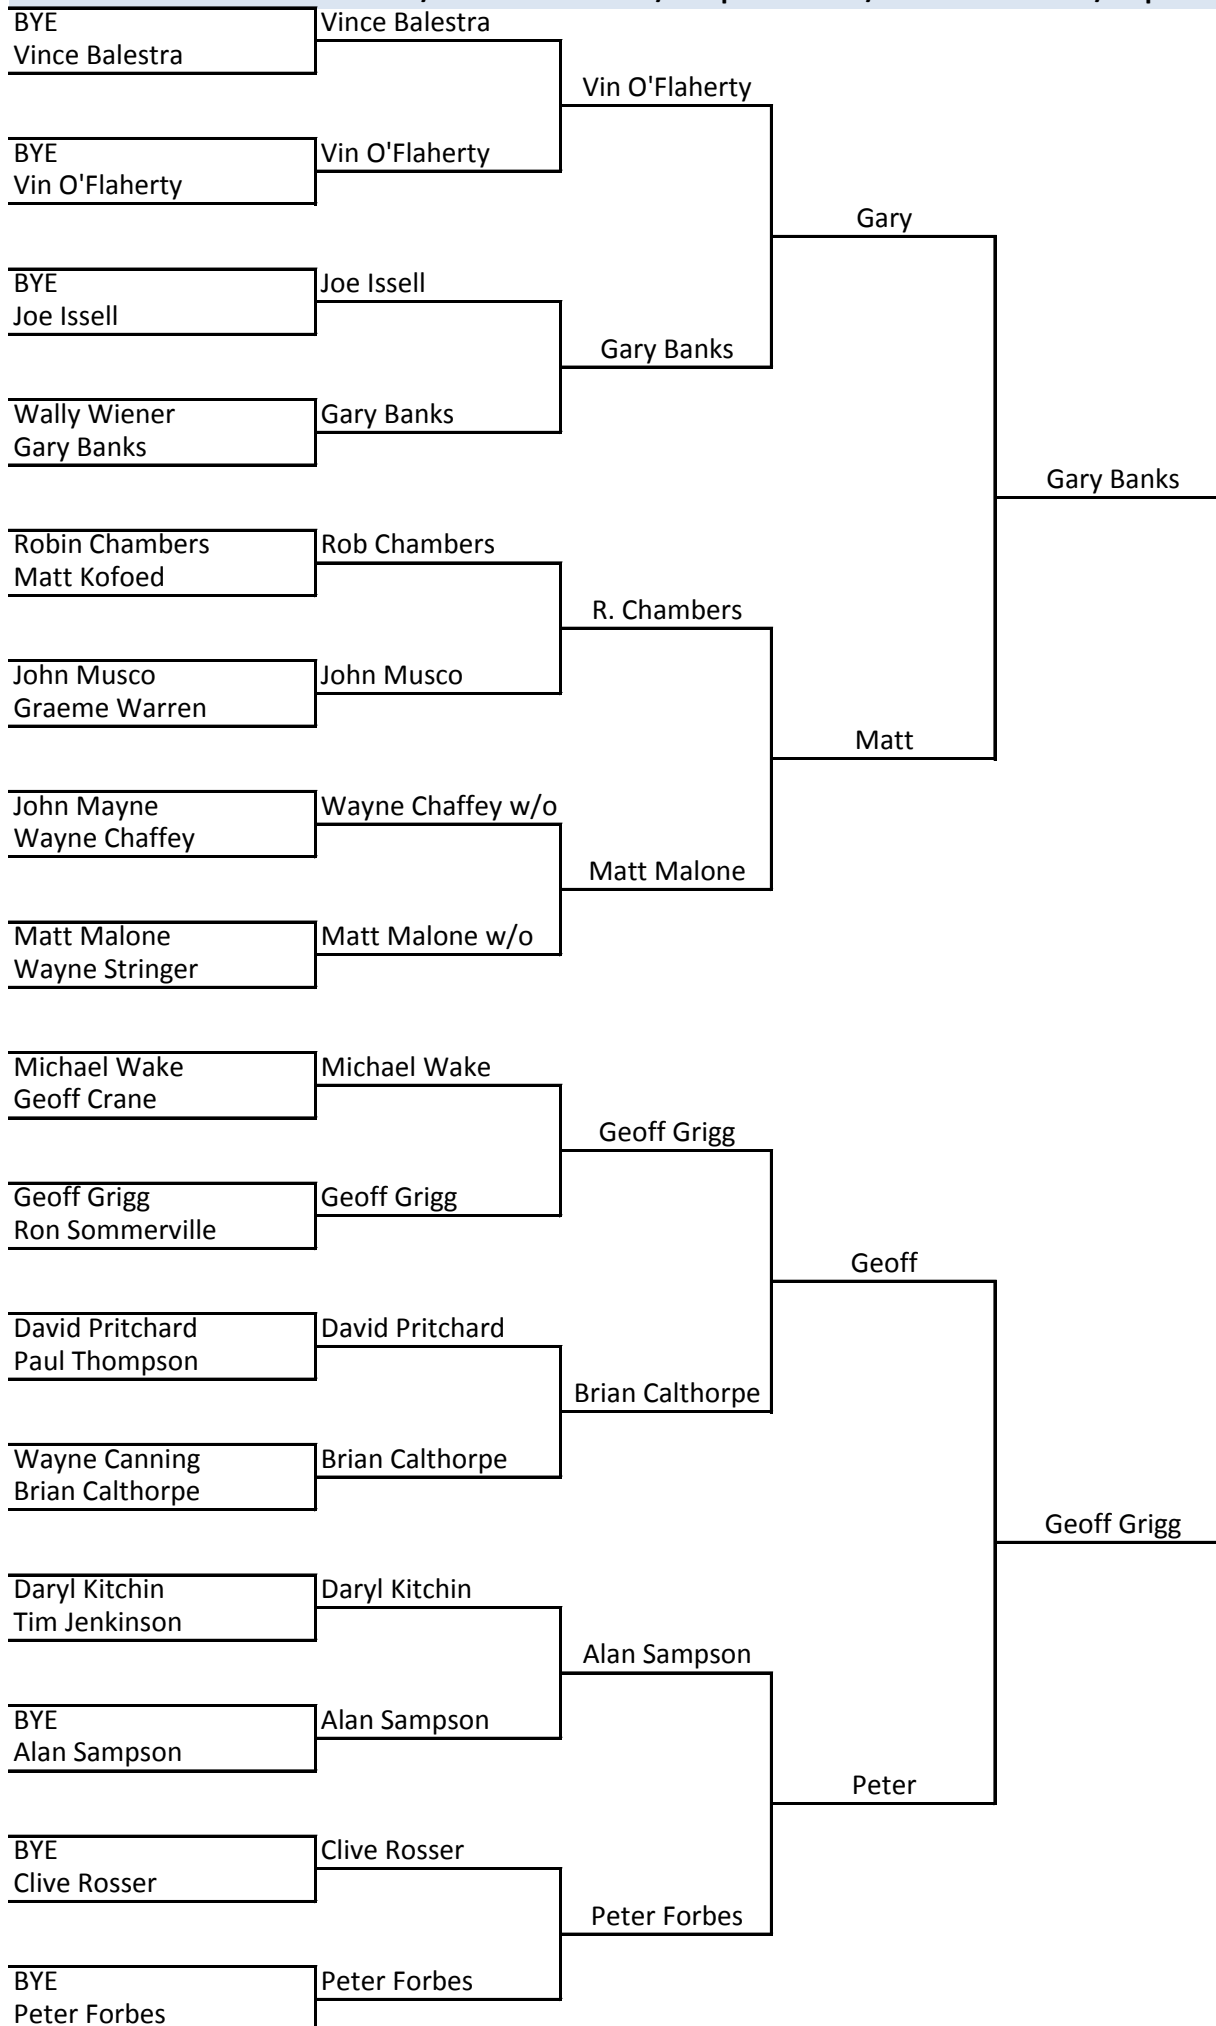 BYE
Vince Balestra
Vince Balestra
Vin O'Flaherty
BYE
Vin O'Flaherty
Vin O'Flaherty
Gary
BYE
Joe Issell
Joe Issell
Gary Banks
Wally Wiener
Gary Banks
Gary Banks
Gary Banks
Robin Chambers
Rob Chambers
Matt Kofoed
R. Chambers
John Musco
John Musco
Graeme Warren
Matt
John Mayne
Wayne Chaffey w/o
Wayne Chaffey
Matt Malone
Matt Malone
Matt Malone w/o
Wayne Stringer
Michael Wake
Michael Wake
Geoff Crane
Geoff Grigg
Geoff Grigg
Geoff Grigg
Ron Sommerville
Geoff
David Pritchard
David Pritchard
Paul Thompson
Brian Calthorpe
Wayne Canning
Brian Calthorpe
Brian Calthorpe
Geoff Grigg
Daryl Kitchin
Daryl Kitchin
Tim Jenkinson
Alan Sampson
BYE
Alan Sampson
Alan Sampson
Peter
BYE
Clive Rosser
Clive Rosser
Peter Forbes
BYE
Peter Forbes
Peter Forbes